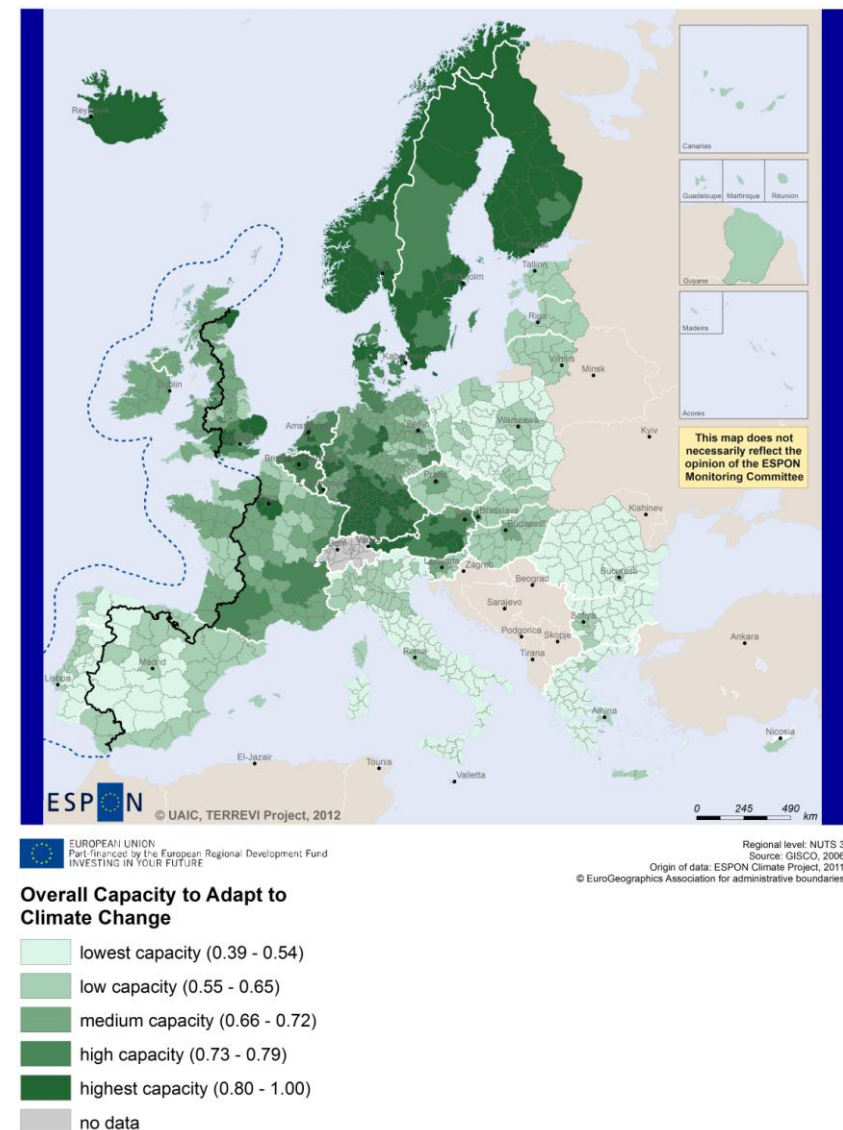 Reykjavik
Canarias
Guadeloupe
Martinique
Réunion
Guyane
Madeira
Acores
Helsinki
Tallinn
Stockholm
Riga
København
Vilnius
Minsk
Dublin
Berlin
Warszawa
Kyiv
This map does not
necessarily reflect the
opinion of the ESPON
Monitoring Committee
Praha
Kishinev
Bratislava
Budapest
Bern
Vaduz
Ljubljana
Zagreb
Bucuresti
Beograd
Sarajevo
Sofiya
Podgorica
Skopje
Ankara
Tirana
Roma
Madrid
Lisboa
Athina
Nicosia
El-Jazair
Tounis
Valletta
ESPON
© UAIC, TERREVI Project, 2012
0 245 490
km
EUROPEAN UNION
Part-financed by the European Regional Development Fund
INVESTING IN YOUR FUTURE
Regional level: NUTS 3
Source: GISCO, 2006
Origin of data: ESPON Climate Project, 2011
© EuroGeographics Association for administrative boundaries
Overall Capacity to Adapt to
Climate Change
lowest capacity (0.39 - 0.54)
low capacity (0.55 - 0.65)
medium capacity (0.66 - 0.72)
high capacity (0.73 - 0.79)
highest capacity (0.80 - 1.00)
no data